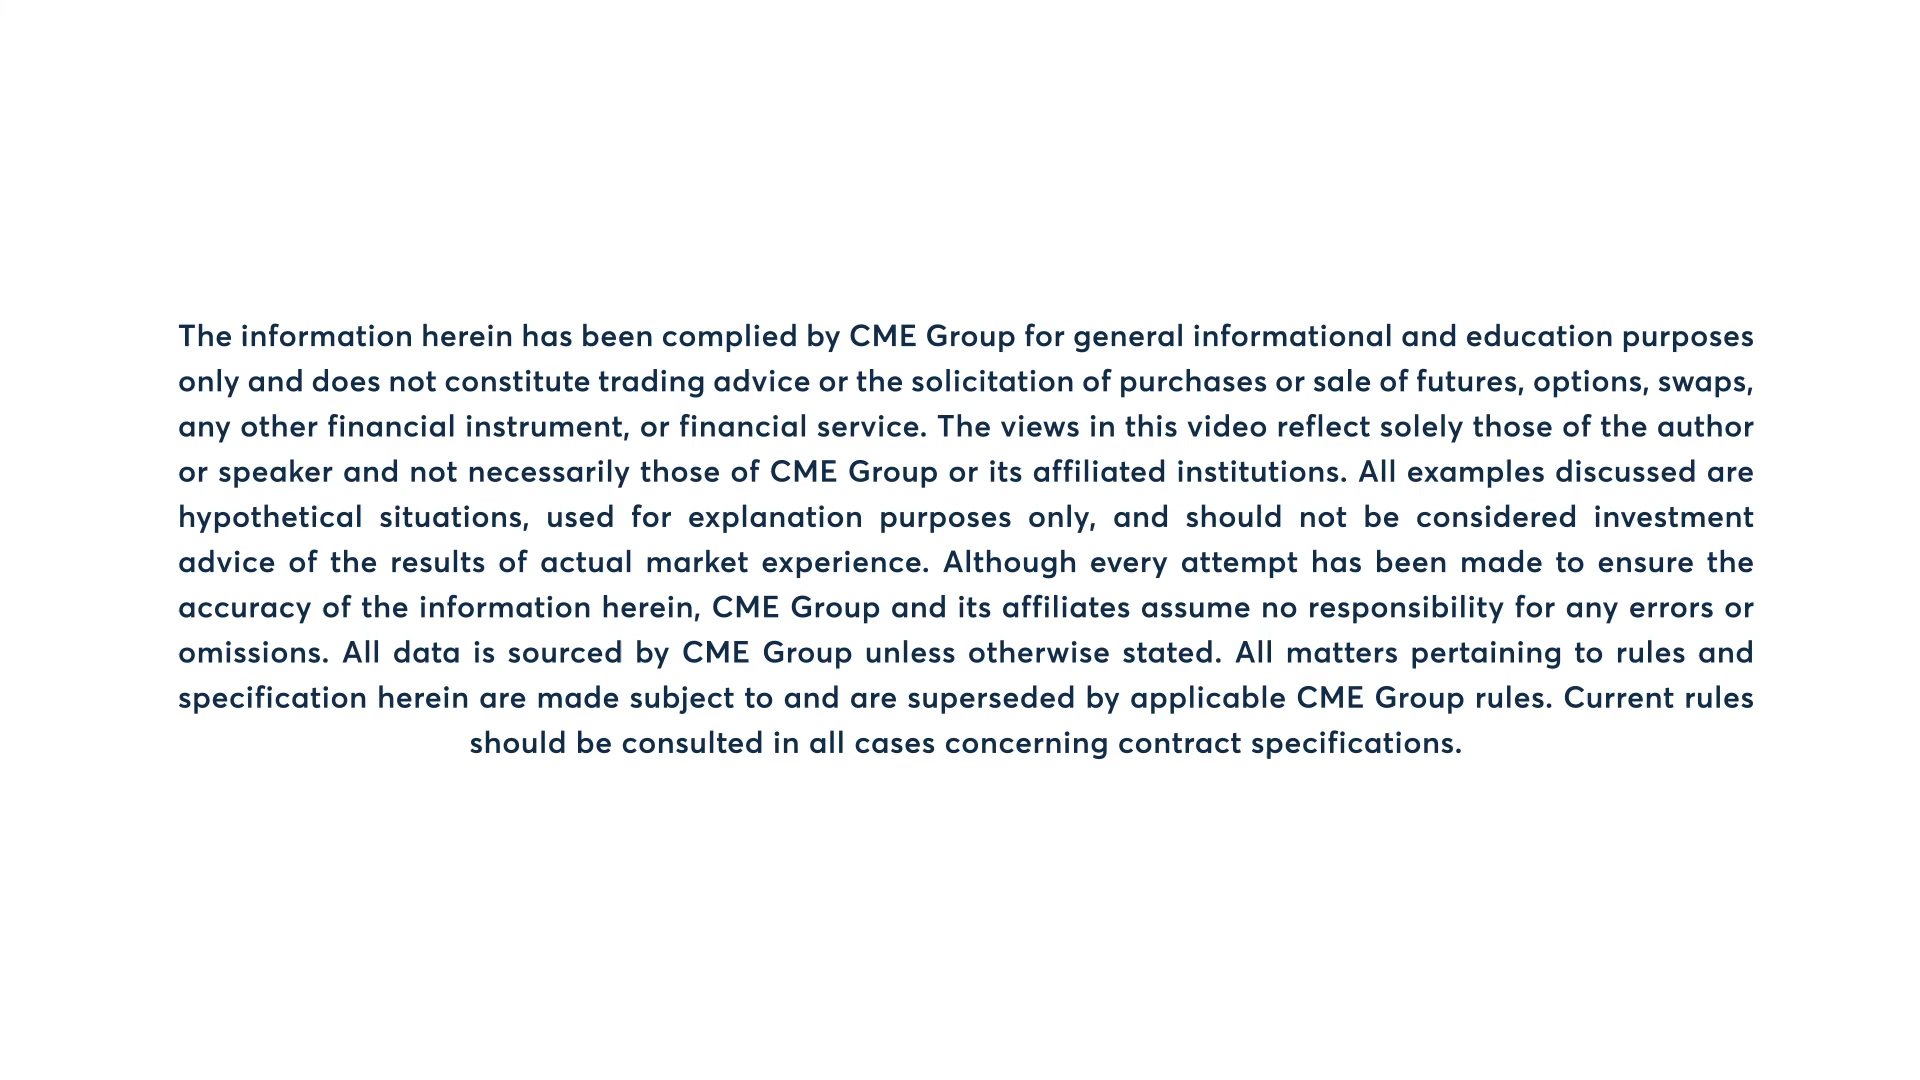 The information herein has been complied by CME Group for general informational and education purposes
only and does not constitute trading advice or the solicitation of purchases or sale of futures, options, swaps,
any other financial instrument, or financial service. The views in this video reflect solely those of the author
or speaker and not necessarily those of CME Group or its affiliated institutions. All examples discussed are
hypothetical situations, used for explanation purposes only, and should not be considered investment
advice of the results of actual market experience. Although every attempt has been made to ensure the
accuracy of the information herein, CME Group and its affiliates assume no responsibility for any errors or
omissions. All data is sourced by CME Group unless otherwise stated. All matters pertaining to rules and
specification herein are made subject to and are superseded by applicable CME Group rules. Current rules
should be consulted in all cases concerning contract specifications.